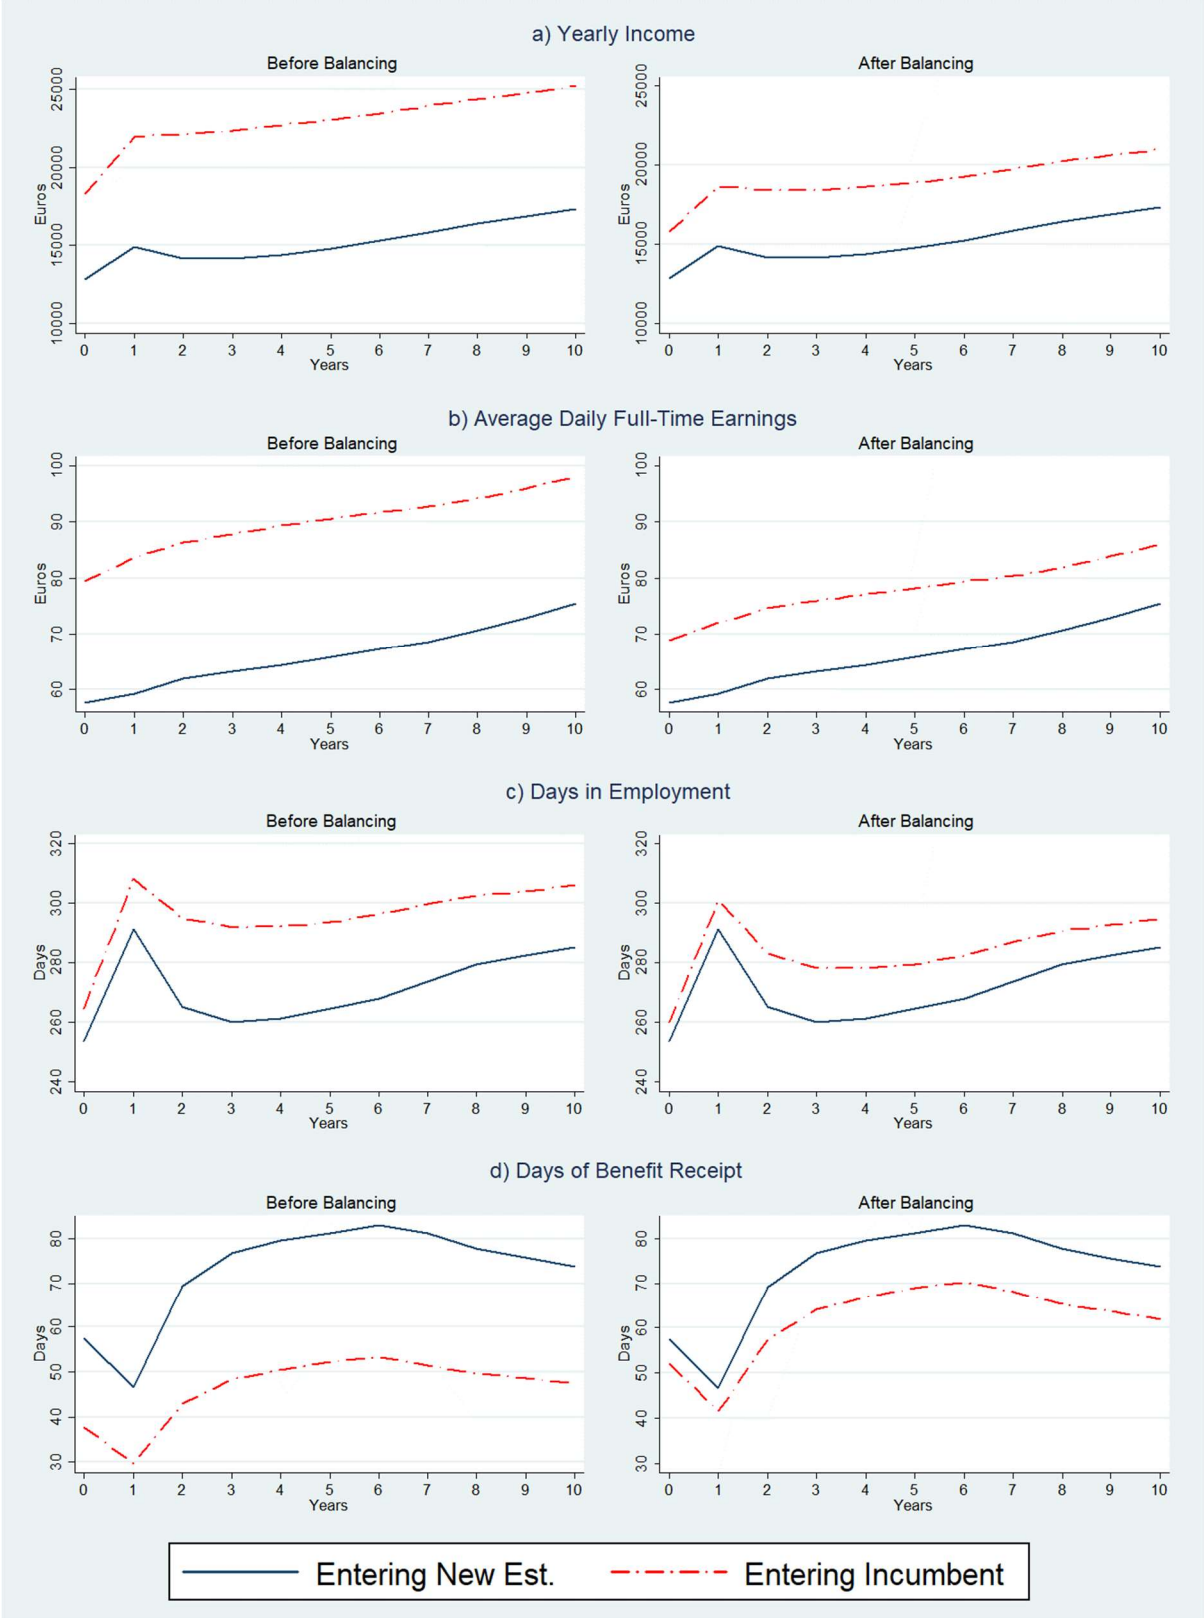 a) Yearly Income
Before Balancing
After Balancing
25000
20000
15000
10000
Euros
0 1 2 3 4 5 6 7 8 9 10
Years
25000
20000
15000
10000
Euros
0 1 2 3 4 5 6 7 8 9 10
Years
b) Average Daily Full-Time Earnings
Before Balancing
After Balancing
100
90
80
70
60
Euros
0 1 2 3 4 5 6 7 8 9 10
Years
100
90
80
70
60
Euros
0 1 2 3 4 5 6 7 8 9 10
Years
c) Days in Employment
Before Balancing
After Balancing
320
300
280
260
240
Days
0 1 2 3 4 5 6 7 8 9 10
Years
320
300
280
260
240
Days
0 1 2 3 4 5 6 7 8 9 10
Years
d) Days of Benefit Receipt
Before Balancing
After Balancing
80
70
60
50
40
30
Days
0 1 2 3 4 5 6 7 8 9 10
Years
80
70
60
50
40
30
Days
0 1 2 3 4 5 6 7 8 9 10
Years
Entering New Est. Entering Incumbent